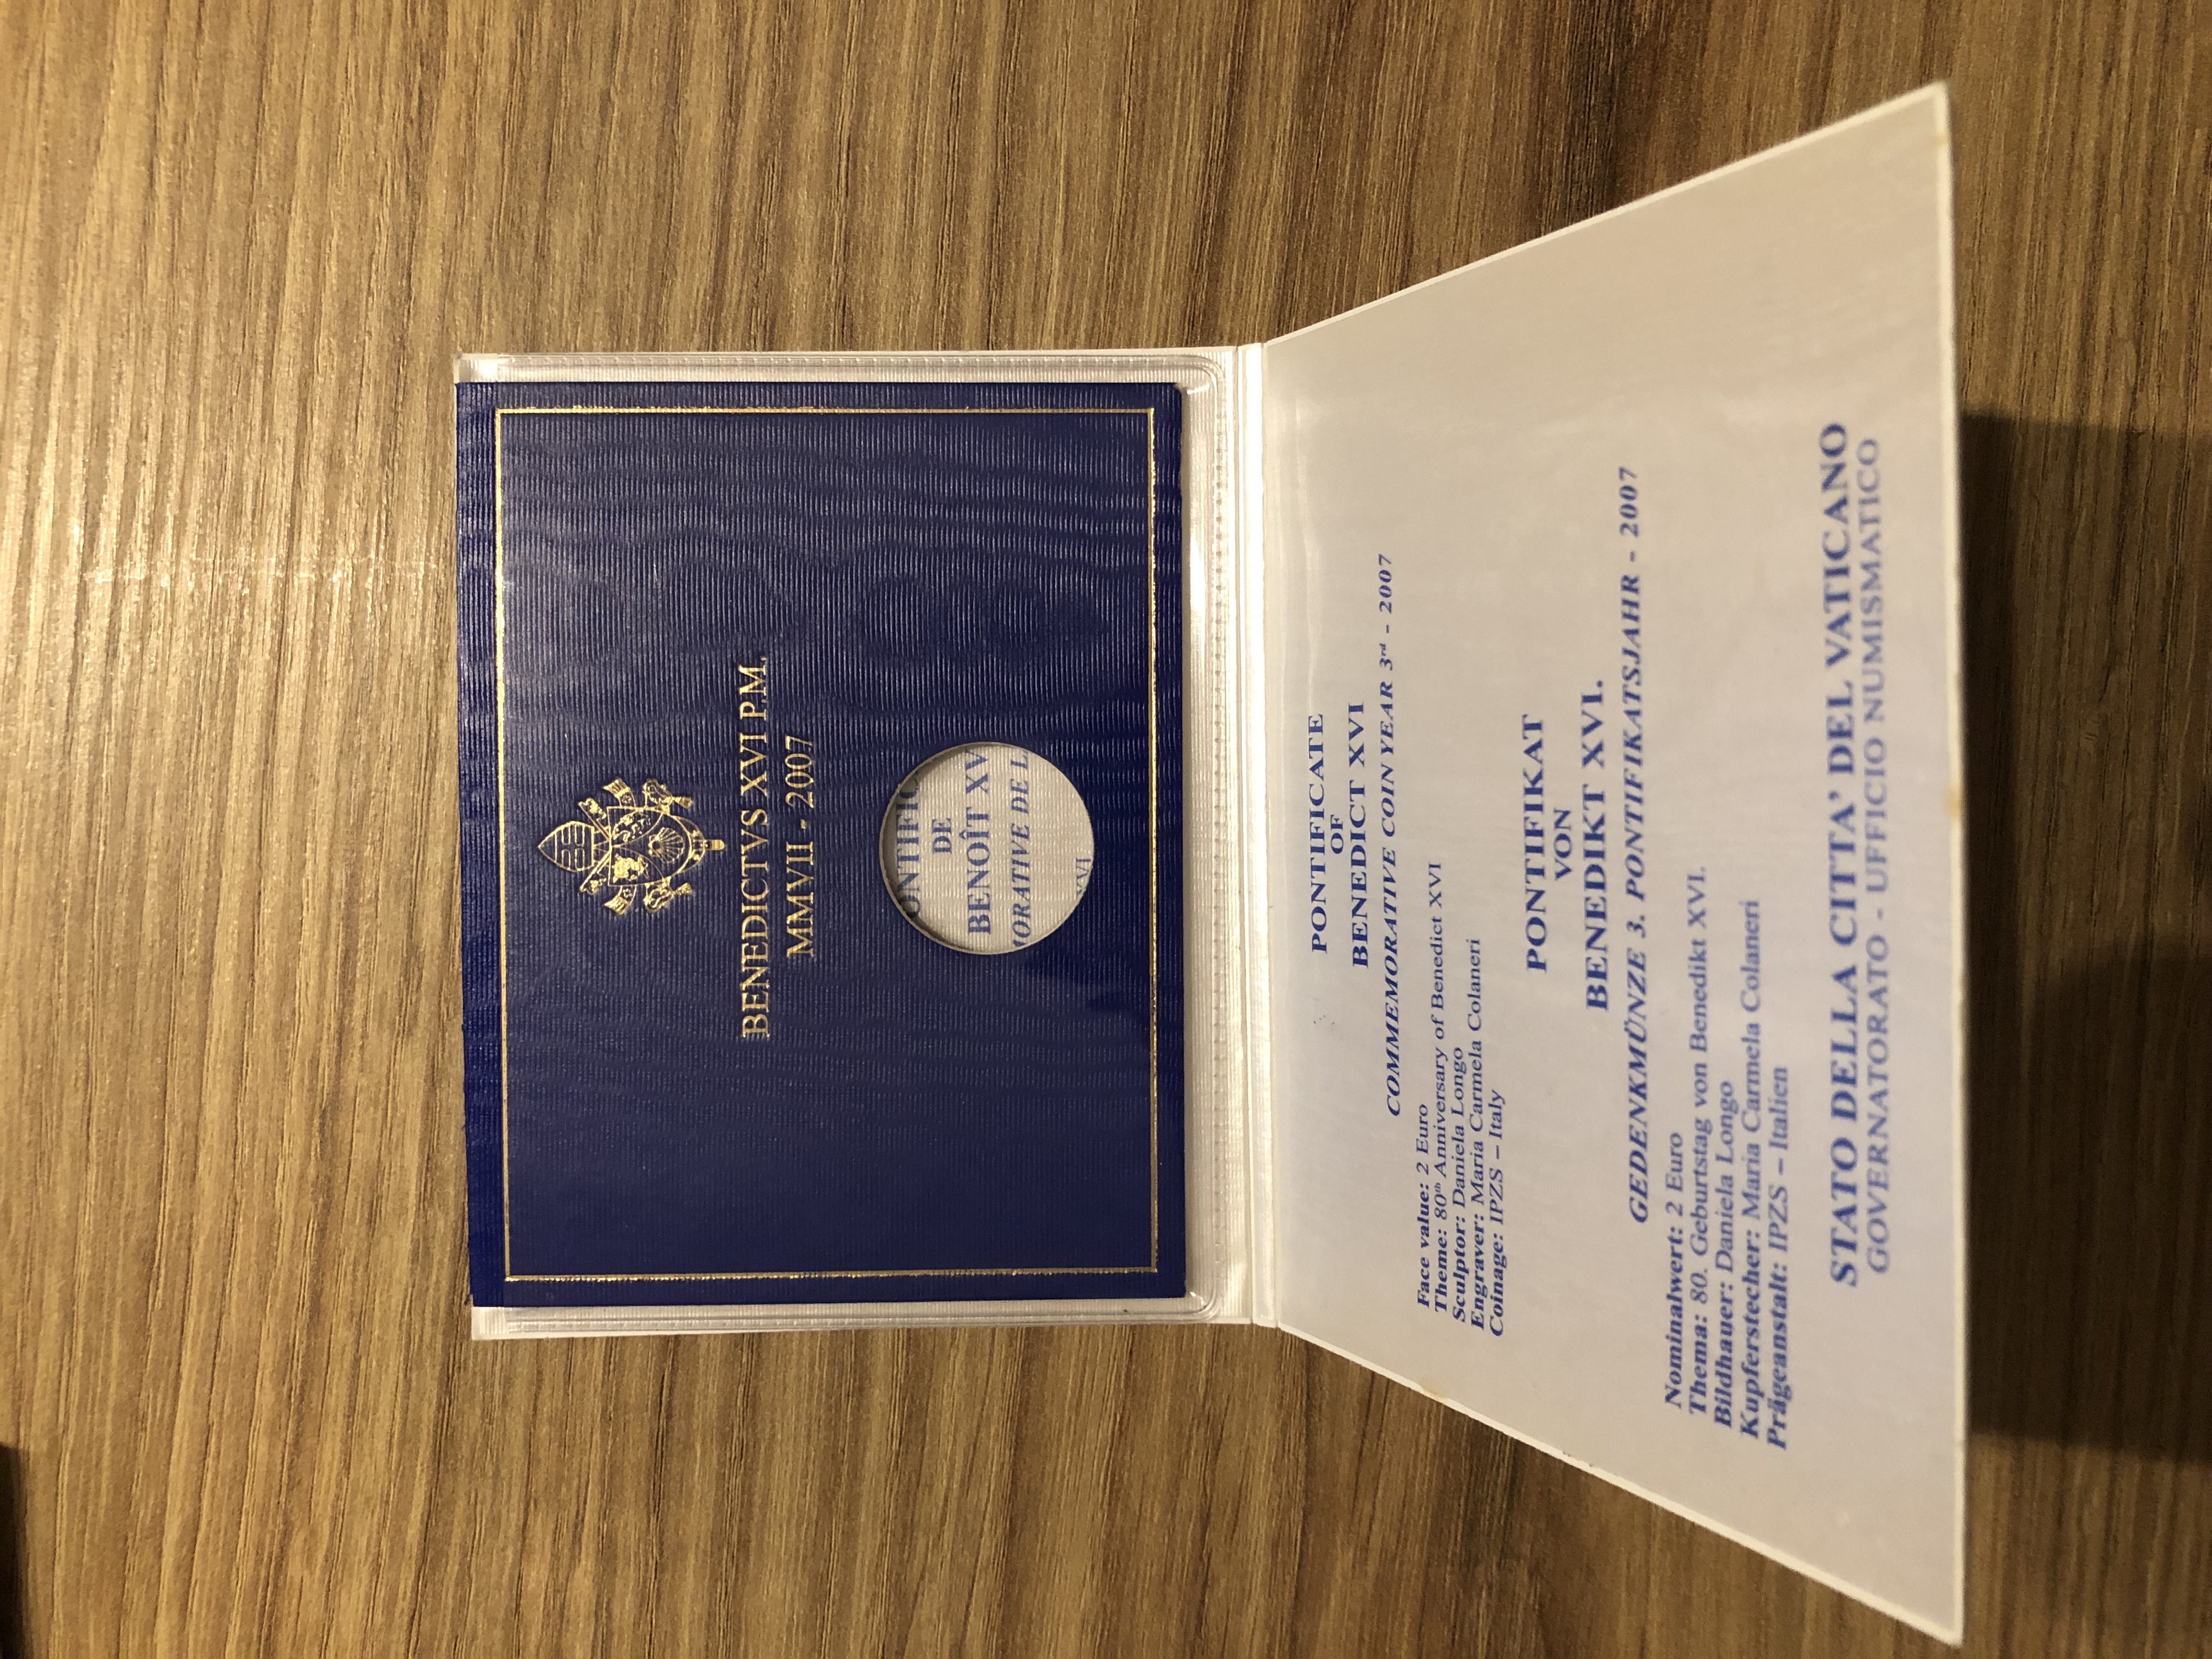 BENEDICTVS XVI P.M.
MMVII - 2007
ONTIFIC
DE
BENOÎT XV
ORATIVE DE L
XVI
PONTIFICATE
OF
BENEDICT XVI
COMMEMORATIVE COIN YEAR 3rd - 2007
Face value: 2 Euro
Theme: 80th Anniversary of Benedict XVI
Sculptor: Daniela Longo
Engraver: Maria Carmela Colaneri
Coinage: IPZS – Italy
PONTIFIKAT
VON
BENEDIKT XVI.
GEDENKMÜNZE 3. PONTIFIKATSJAHR - 2007
Nominalwert: 2 Euro
Thema: 80. Geburtstag von Benedikt XVI.
Bildhauer: Daniela Longo
Kupferstecher: Maria Carmela Colaneri
Prägeanstalt: IPZS – Italien
STATO DELLA CITTA' DEL VATICANO
GOVERNATORATO - UFFICIO NUMISMATICO